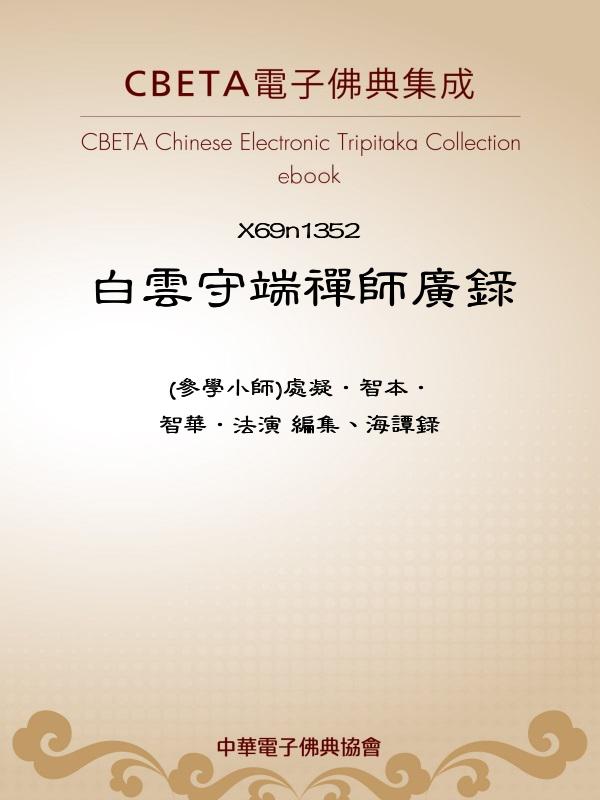 CBETA電子佛典集成
CBETA Chinese Electronic Tripitaka Collection
ebook
X69n1352
白雲守端禪師廣錄
(參學小師)處凝．智本．
智華．法演 編集、海譚錄
中華電子佛典協會